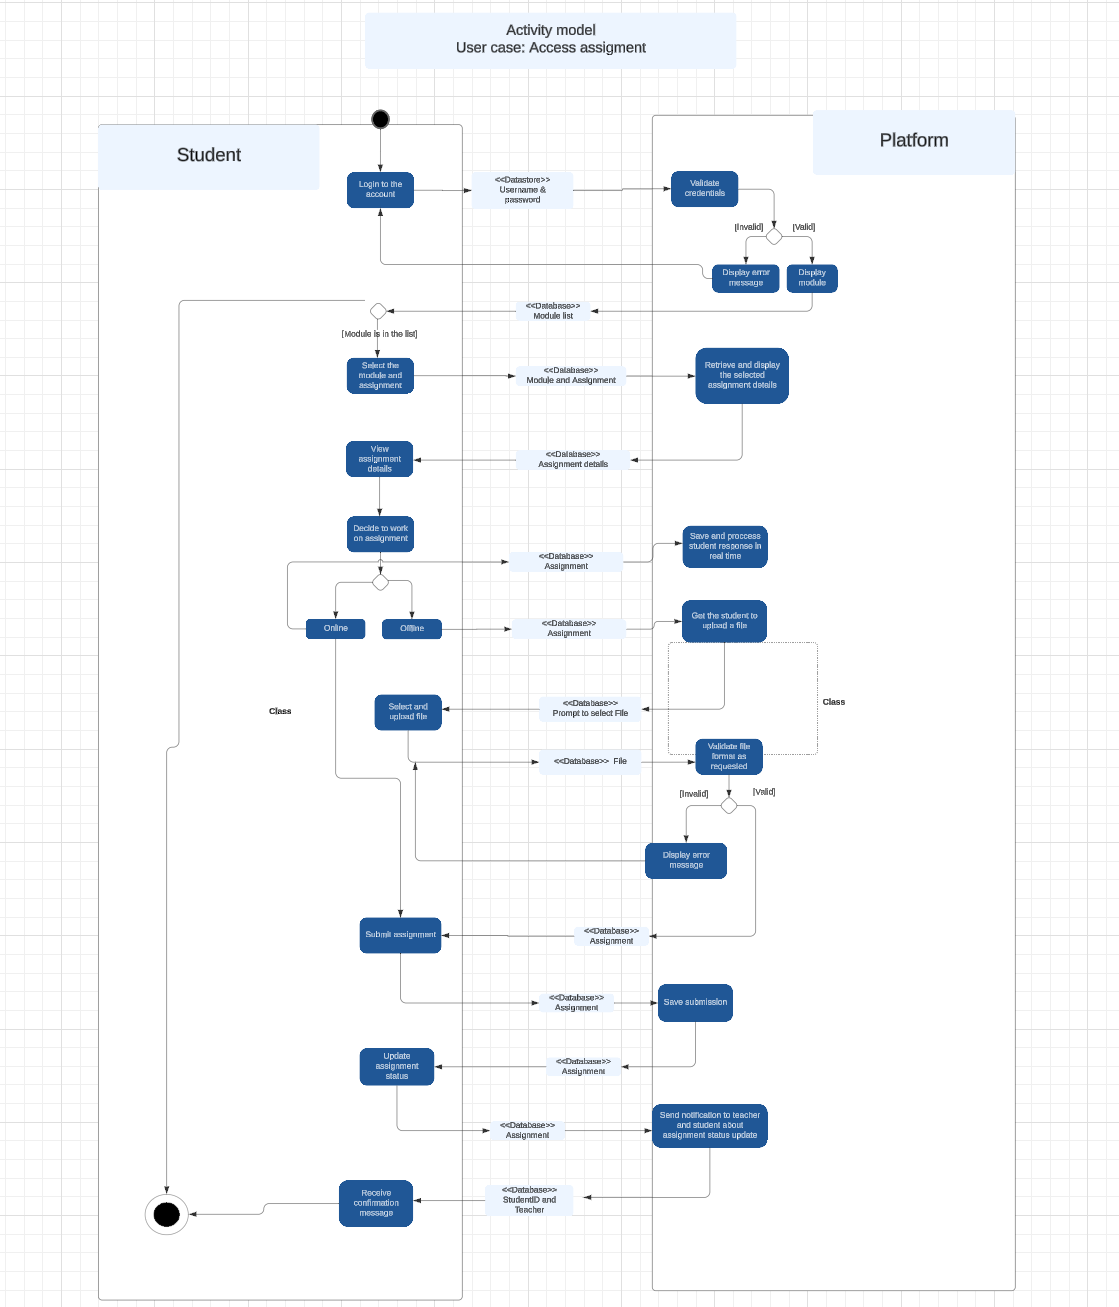 Activity model
User case: Access assigment
Student
Platform
Login to the
account
<<Datastore>>
Username &
password
Validate
credentials
[Invalid]
[Valid]
Display error
message
Display
module
<<Database>>
Module list
[Module is in the list]
Select the
module and
assignment
<<Database>>
Module and Assignment
Retrieve and display
the selected
assignment details
View
assignment
details
<<Database>>
Assignment details
Decide to work
on assignment
<<Database>>
Assignment
Save and proccess
student response in
real time
Online
Offline
<<Database>>
Assignment
Get the student to
upload a file
Class
Class
Select and
upload file
<<Database>>
Prompt to select File
<<Database>> File
Validate file
format as
requested
[Invalid]
[Valid]
Display error
message
Submit assignment
<<Database>>
Assignment
<<Database>>
Assignment
Save submission
Update
assignment
status
<<Database>>
Assignment
<<Database>>
Assignment
Send notification to teacher
and student about
assignment status update
Receive
confirmation
message
<<Database>>
StudentID and
Teacher